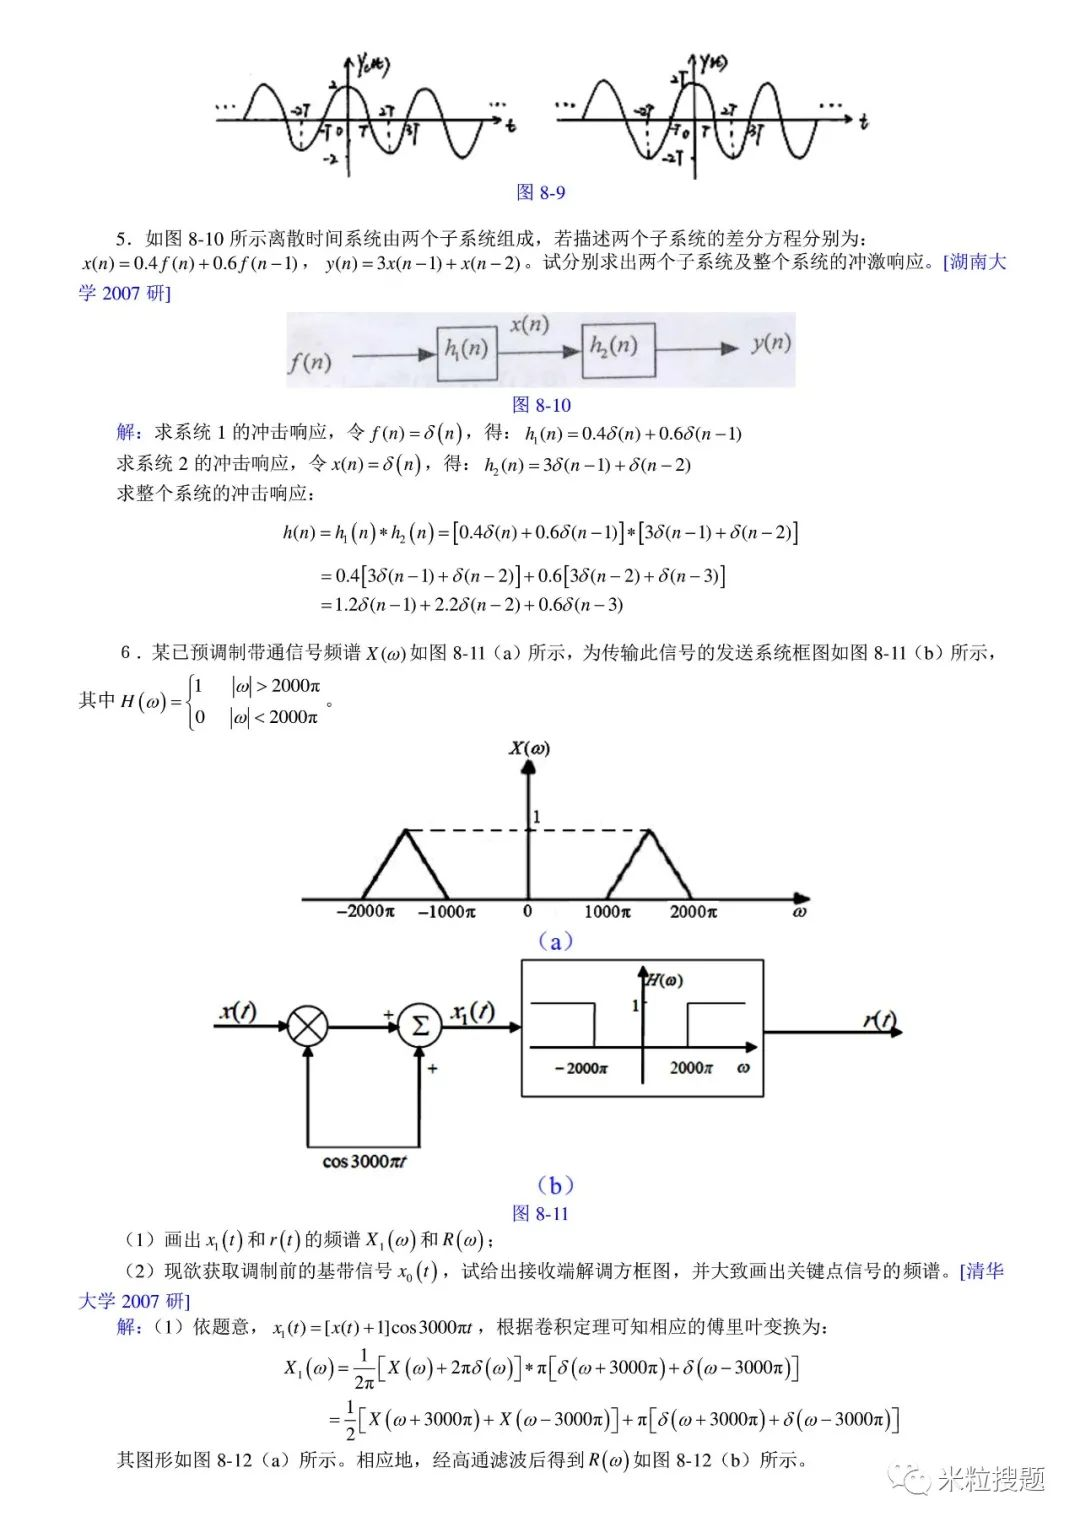 Y_c(t)
y(t)
2
2T
…
-2T
2T
…
…
-2T
2T
…
-T
0
T
3T
t
-T
0
T
3T
t
-2
-2T
图 8-9
5．如图 8-10 所示离散时间系统由两个子系统组成，若描述两个子系统的差分方程分别为：
x(n) = 0.4f(n) + 0.6f(n−1)，y(n) = 3x(n−1) + x(n−2)。试分别求出两个子系统及整个系统的冲激响应。[湖南大
学 2007 研]
f(n) h₁(n) x(n) h₂(n) y(n)
图 8-10
解：求系统 1 的冲击响应，令 f(n) = δ(n)，得：h₁(n) = 0.4δ(n) + 0.6δ(n−1)
求系统 2 的冲击响应，令 x(n) = δ(n)，得：h₂(n) = 3δ(n−1) + δ(n−2)
求整个系统的冲击响应：
h(n) = h₁(n) * h₂(n) = [0.4δ(n) + 0.6δ(n−1)] * [3δ(n−1) + δ(n−2)]
= 0.4[3δ(n−1) + δ(n−2)] + 0.6[3δ(n−2) + δ(n−3)]
= 1.2δ(n−1) + 2.2δ(n−2) + 0.6δ(n−3)
6．某已预调制带通信号频谱 X(ω) 如图 8-11（a）所示，为传输此信号的发送系统框图如图 8-11（b）所示，
其中 H(ω) = { 1 |ω| > 2000π
0 |ω| < 2000π 。
X(ω)
1
−2000π −1000π 0 1000π 2000π ω
（a）
x(t) + Σ x₁(t) H(ω) 1 r(t)
+ −2000π 2000π ω
cos3000πt
（b）
图 8-11
（1）画出 x₁(t) 和 r(t) 的频谱 X₁(ω) 和 R(ω)；
（2）现欲获取调制前的基带信号 x₀(t)，试给出接收端解调方框图，并大致画出关键点信号的频谱。[清华
大学 2007 研]
解：（1）依题意，x₁(t) = [x(t) + 1]cos3000πt，根据卷积定理可知相应的傅里叶变换为：
X₁(ω) = 1/2π [X(ω) + 2πδ(ω)] * π[δ(ω + 3000π) + δ(ω − 3000π)]
= 1/2 [X(ω + 3000π) + X(ω − 3000π)] + π[δ(ω + 3000π) + δ(ω − 3000π)]
其图形如图 8-12（a）所示。相应地，经高通滤波后得到 R(ω) 如图 8-12（b）所示。
米粒搜题